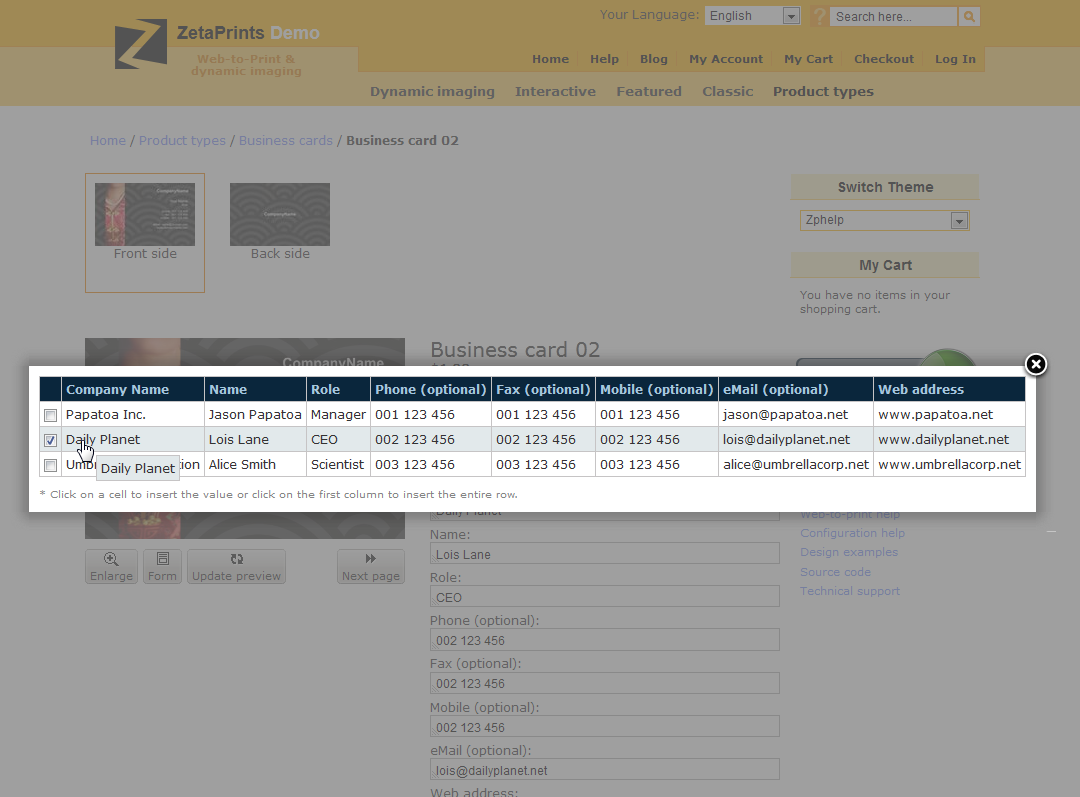 Your Language: English ? Search here...
ZetaPrints Demo
Web-to-Print &
dynamic imaging
Home Help Blog My Account My Cart Checkout Log In
Dynamic imaging Interactive Featured Classic Product types
Home / Product types / Business cards / Business card 02
CompanyName
CompanyName
Front side Back side
Switch Theme
Zphelp
My Cart
You have no items in your
shopping cart.
Business card 02
CompanyName
Company Name Name Role Phone (optional) Fax (optional) Mobile (optional) eMail (optional) Web address
Papatoa Inc. Jason Papatoa Manager 001 123 456 001 123 456 001 123 456 jason@papatoa.net www.papatoa.net
Daily Planet Lois Lane CEO 002 123 456 002 123 456 002 123 456 lois@dailyplanet.net www.dailyplanet.net
Alice Smith Scientist 003 123 456 003 123 456 003 123 456 alice@umbrellacorp.net www.umbrellacorp.net
Daily Planet
* Click on a cell to insert the value or click on the first column to insert the entire row.
Daily Planet
Name:
Lois Lane
Role:
CEO
Phone (optional):
002 123 456
Fax (optional):
002 123 456
Mobile (optional):
002 123 456
eMail (optional):
lois@dailyplanet.net
Web address:
Enlarge Form Update preview Next page
Web-to-print help
Configuration help
Design examples
Source code
Technical support